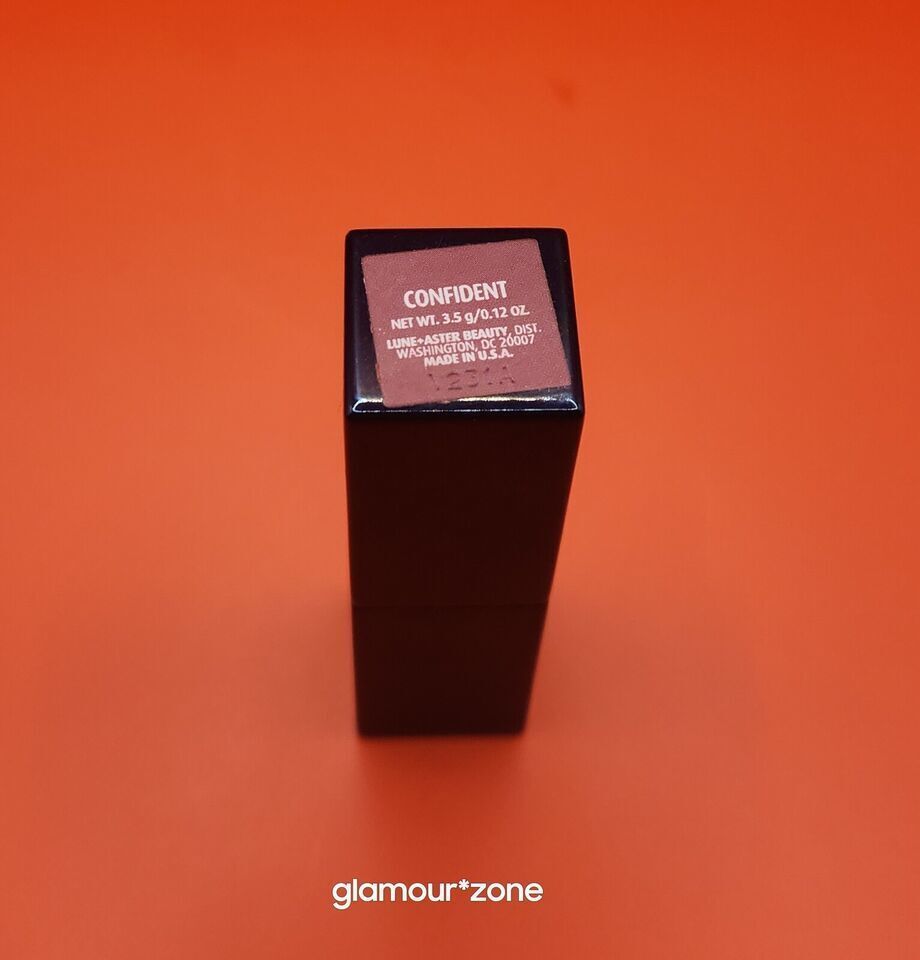 CONFIDENT
NET WT. 3.5 g/0.12 OZ.
LUNE+ASTER BEAUTY, DIST.
WASHINGTON, DC 20007
MADE IN U.S.A.
glamour*zone